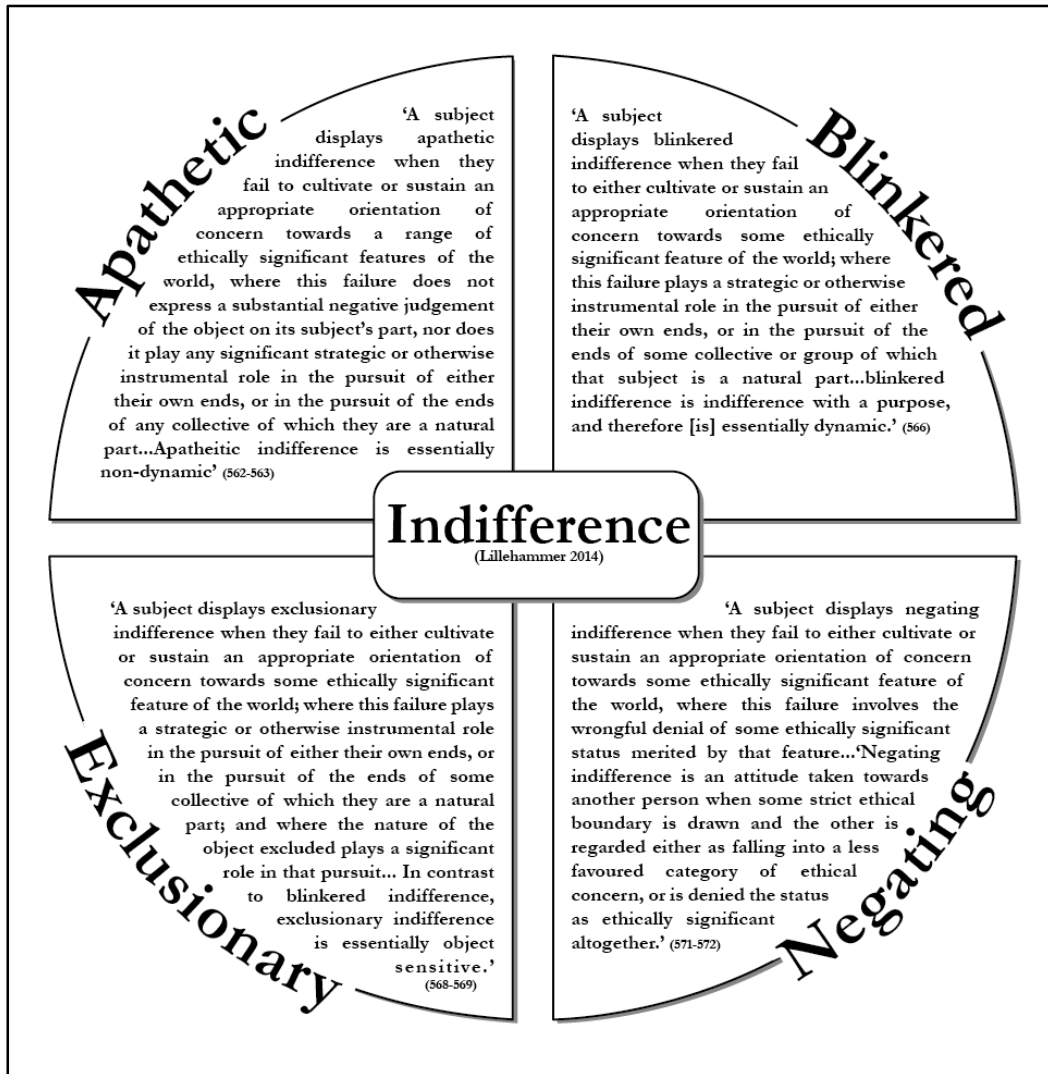 Apathetic
‘A subject
displays apathetic
indifference when they
fail to cultivate or sustain an
appropriate orientation of
concern towards a range of
ethically significant features of the
world, where this failure does not
express a substantial negative judgement
of the object on its subject’s part, nor does
it play any significant strategic or otherwise
instrumental role in the pursuit of either
their own ends, or in the pursuit of the ends
of any collective of which they are a natural
part...Apatheitic indifference is essentially
non-dynamic’ (562-563)
Blinkered
‘A subject
displays blinkered
indifference when they fail
to either cultivate or sustain an
appropriate orientation of
concern towards some ethically
significant feature of the world; where
this failure plays a strategic or otherwise
instrumental role in the pursuit of either
their own ends, or in the pursuit of the
ends of some collective or group of which
that subject is a natural part...blinkered
indifference is indifference with a purpose,
and therefore [is] essentially dynamic.’ (566)
Indifference
(Lillehammer 2014)
Exclusionary
‘A subject displays exclusionary
indifference when they fail to either cultivate
or sustain an appropriate orientation of
concern towards some ethically significant
feature of the world; where this failure plays
a strategic or otherwise instrumental role
in the pursuit of either their own ends, or
in the pursuit of the ends of some
collective of which they are a natural
part; and where the nature of the
object excluded plays a significant
role in that pursuit... In contrast
to blinkered indifference,
exclusionary indifference
is essentially object
sensitive.’
(568-569)
Negating
‘A subject displays negating
indifference when they fail to either cultivate or
sustain an appropriate orientation of concern
towards some ethically significant feature of
the world, where this failure involves the
wrongful denial of some ethically significant
status merited by that feature...‘Negating
indifference is an attitude taken towards
another person when some strict ethical
boundary is drawn and the other is
regarded either as falling into a less
favoured category of ethical
concern, or is denied the status
as ethically significant
altogether.’ (571-572)